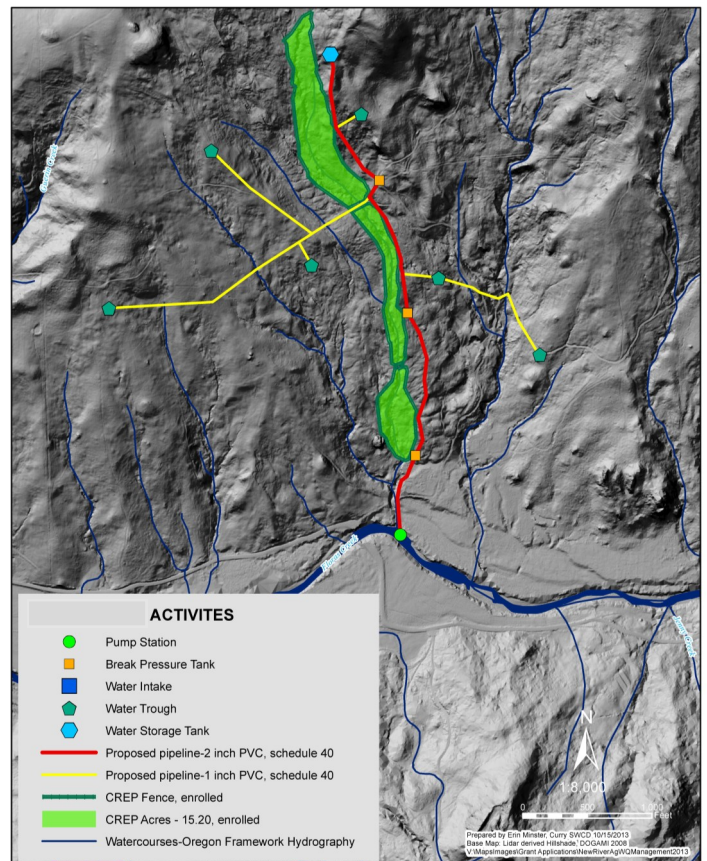 ACTIVITES
Pump Station
Break Pressure Tank
Water Intake
Water Trough
Water Storage Tank
Proposed pipeline-2 inch PVC, schedule 40
Proposed pipeline-1 inch PVC, schedule 40
CREP Fence, enrolled
CREP Acres - 15.20, enrolled
Watercourses-Oregon Framework Hydrography
N
1:8,000
0 500 1,000
Feet
Prepared by Erin Minster, Curry SWCD 10/15/2013
Base Map: Lidar derived Hillshade, DOGAMI 2008
V:\MapsImages\Grant Applications\NewRiverAgWQManagement2013